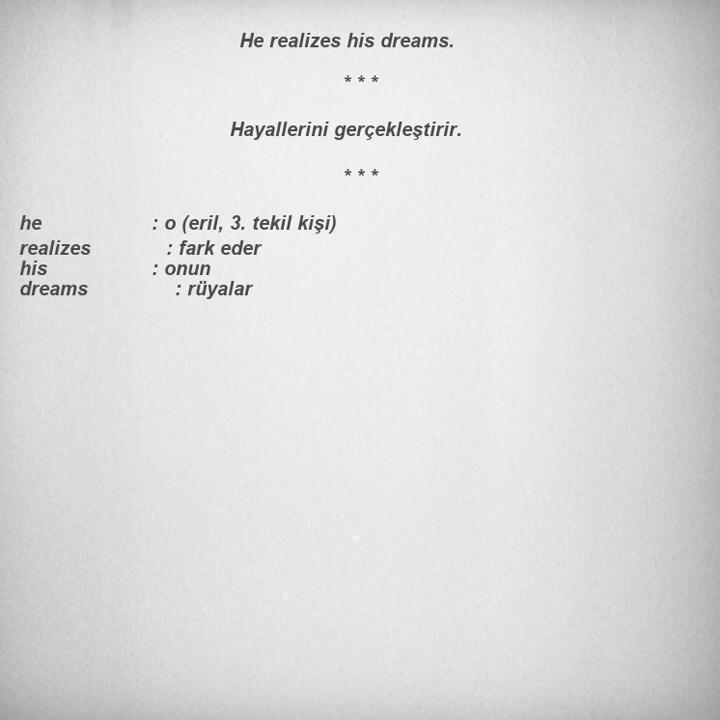 He realizes his dreams.
* * *
Hayallerini gerçekleştirir.
* * *
he : o (eril, 3. tekil kişi)
realizes : fark eder
his : onun
dreams : rüyalar